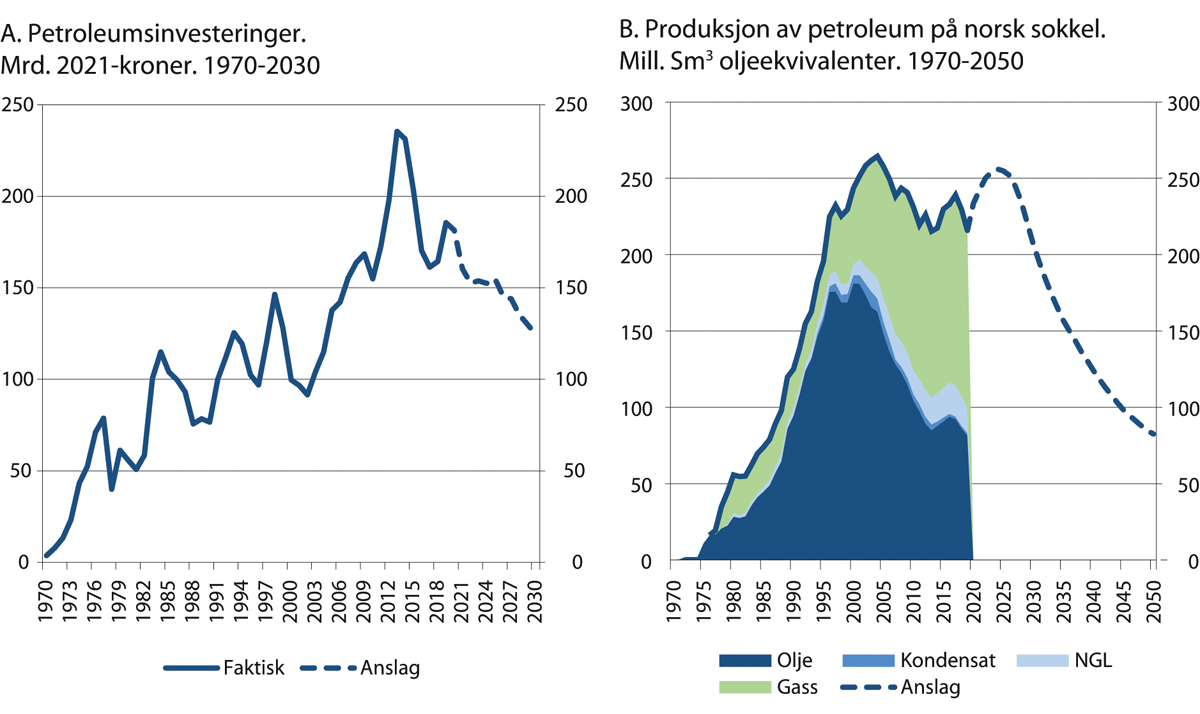 A. Petroleumsinvesteringer.
Mrd. 2021-kroner. 1970-2030
250 250
200 200
150 150
100 100
50 50
0 0
1970 1973 1976 1979 1982 1985 1988 1991 1994 1997 2000 2003 2006 2009 2012 2015 2018 2021 2024 2027 2030
Faktisk Anslag
B. Produksjon av petroleum på norsk sokkel.
Mill. Sm³ oljeekvivalenter. 1970-2050
300 300
250 250
200 200
150 150
100 100
50 50
0 0
1970 1975 1980 1985 1990 1995 2000 2005 2010 2015 2020 2025 2030 2035 2040 2045 2050
Olje Kondensat NGL
Gass Anslag